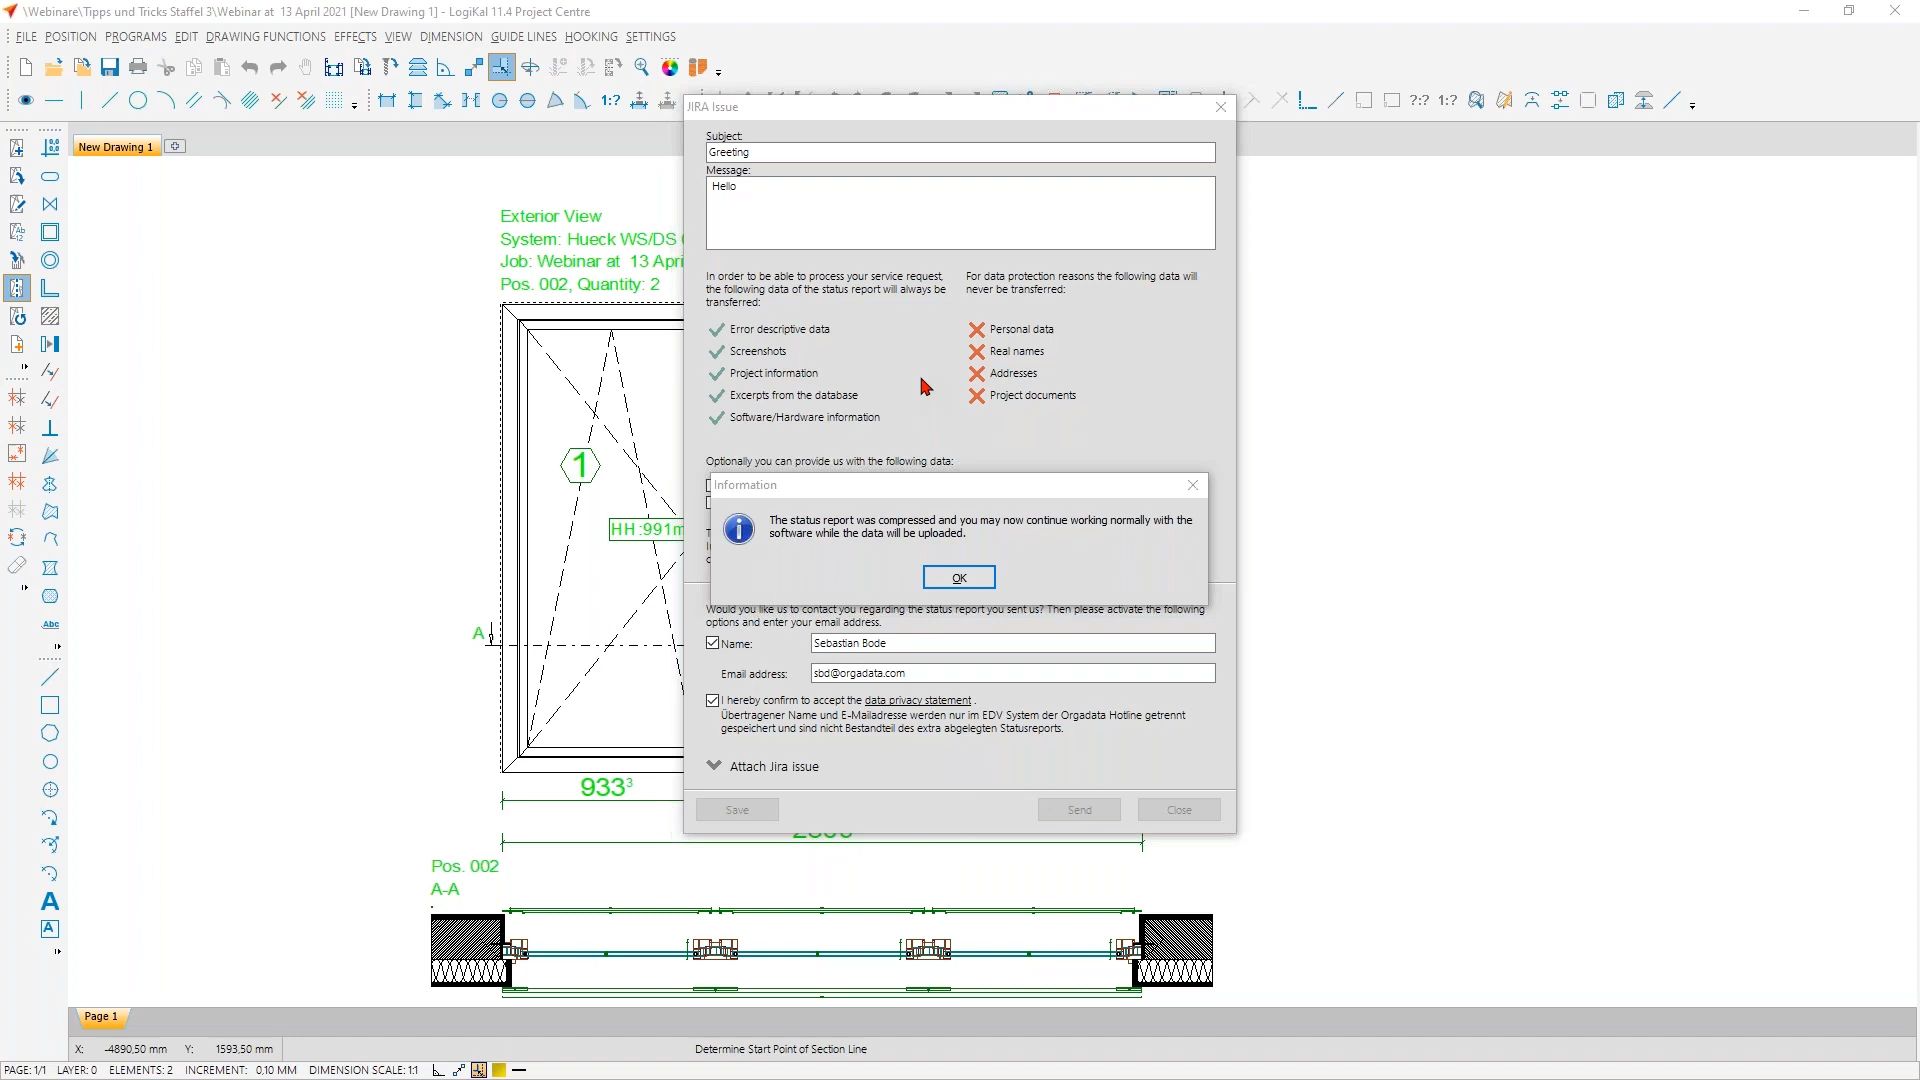 \Webinare\Tipps und Tricks Staffel 3\Webinar at 13 April 2021 [New Drawing 1] - LogiKal 11.4 Project Centre
FILE POSITION PROGRAMS EDIT DRAWING FUNCTIONS EFFECTS VIEW DIMENSION GUIDE LINES HOOKING SETTINGS
1:? ?:? 1:?
JIRA Issue
New Drawing 1
Subject:
Greeting
Message:
Hello
Exterior View
System: Hueck WS/DS
Job: Webinar at 13 Apri
Pos. 002, Quantity: 2
In order to be able to process your service request, the following data of the status report will always be transferred:
For data protection reasons the following data will never be transferred:
Error descriptive data
Screenshots
Project information
Excerpts from the database
Software/Hardware information
Personal data
Real names
Addresses
Project documents
Optionally you can provide us with the following data:
1
HH:991m
Information
The status report was compressed and you may now continue working normally with the
software while the data will be uploaded.
OK
Would you like us to contact you regarding the status report you sent us? Then please activate the following
options and enter your email address.
Name:
Sebastian Bode
Email address:
sbd@orgadata.com
I hereby confirm to accept the data privacy statement .
Übertragener Name und E-Mailadresse werden nur im EDV System der Orgadata Hotline getrennt
gespeichert und sind nicht Bestandteil des extra abgelegten Statusreports.
Attach Jira issue
Save
Send
Close
A
933³
Pos. 002
A-A
Abc
A
A
Page 1
X: -4890,50 mm Y: 1593,50 mm
Determine Start Point of Section Line
PAGE: 1/1 LAYER: 0 ELEMENTS: 2 INCREMENT: 0,10 MM DIMENSION SCALE: 1:1